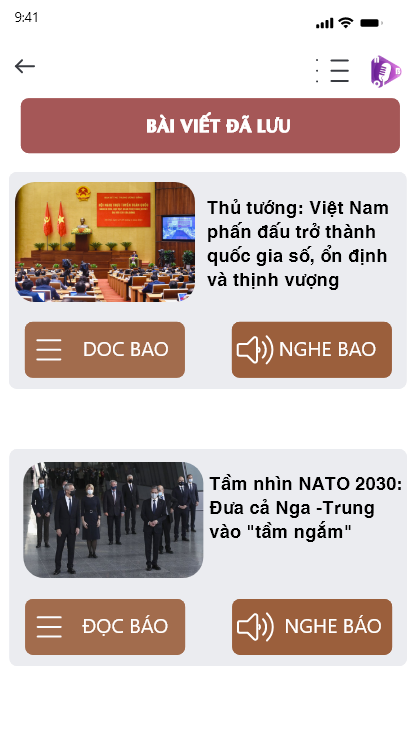 9:41
BÀI VIẾT ĐÃ LƯU
Thủ tướng: Việt Nam
phấn đấu trở thành
quốc gia số, ổn định
và thịnh vượng
DOC BAO
NGHE BAO
Tầm nhìn NATO 2030:
Đưa cả Nga -Trung
vào "tầm ngắm"
ĐỌC BÁO
NGHE BÁO